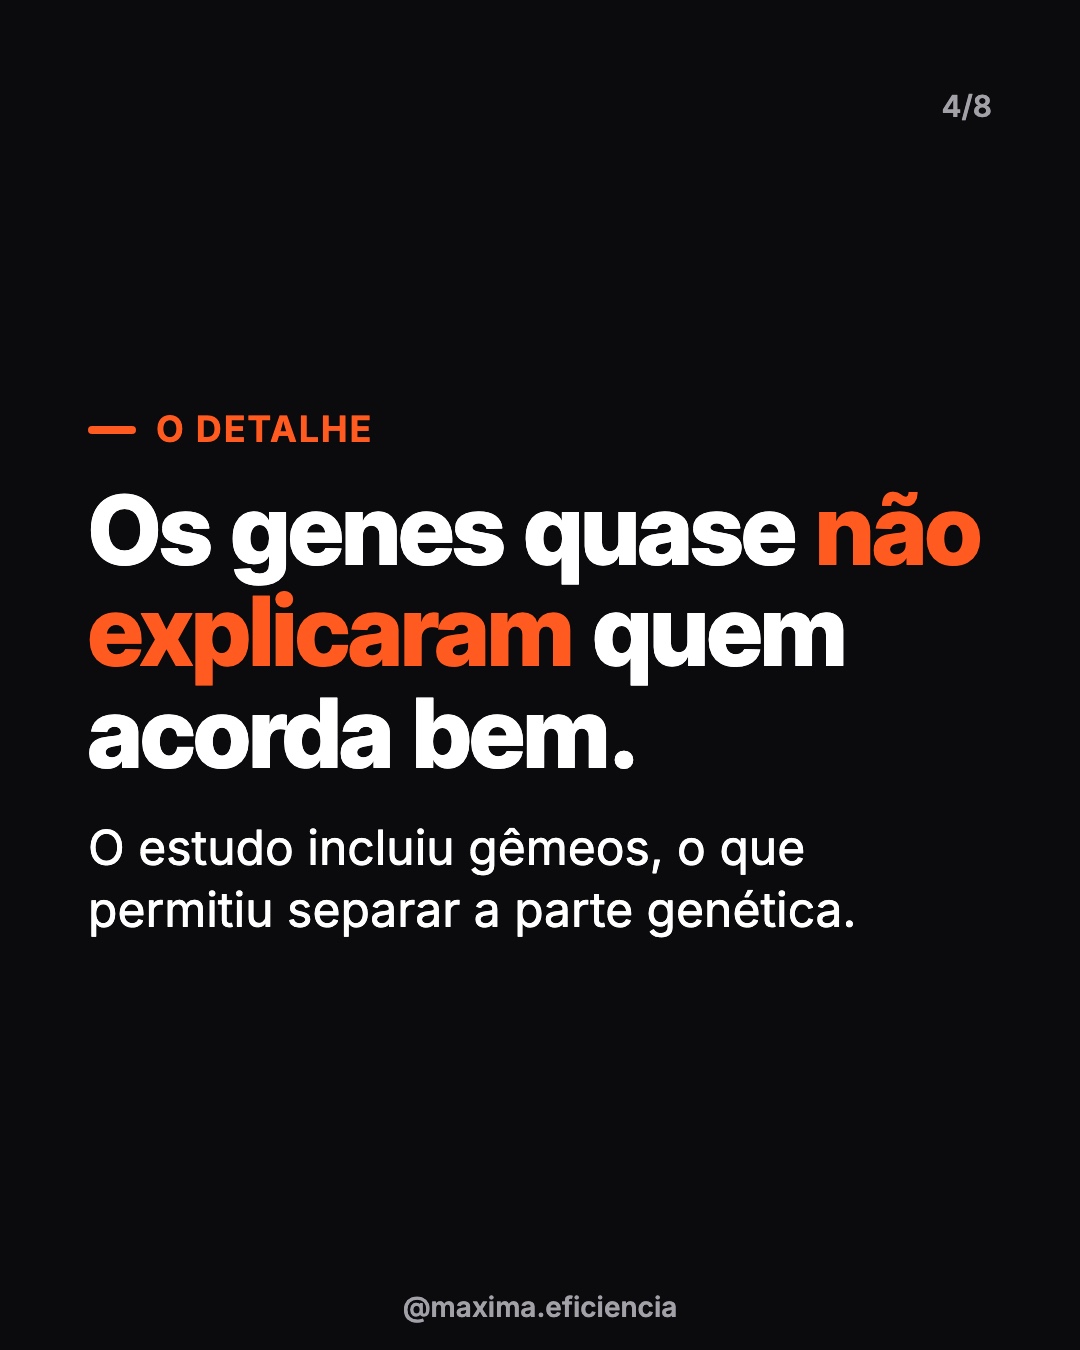 4/8
O DETALHE
Os genes quase não
explicaram quem
acorda bem.
O estudo incluiu gêmeos, o que
permitiu separar a parte genética.
@maxima.eficiencia